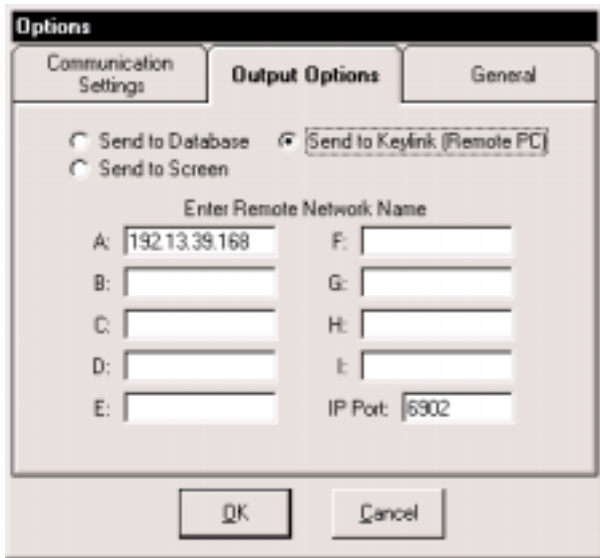 Options
Communication Settings
Output Options
General
Send to Database
Send to Keylink (Remote PC)
Send to Screen
Enter Remote Network Name
A: 192.13.39.168
F:
B:
G:
C:
H:
D:
I:
E:
IP Port: 6902
OK
Cancel